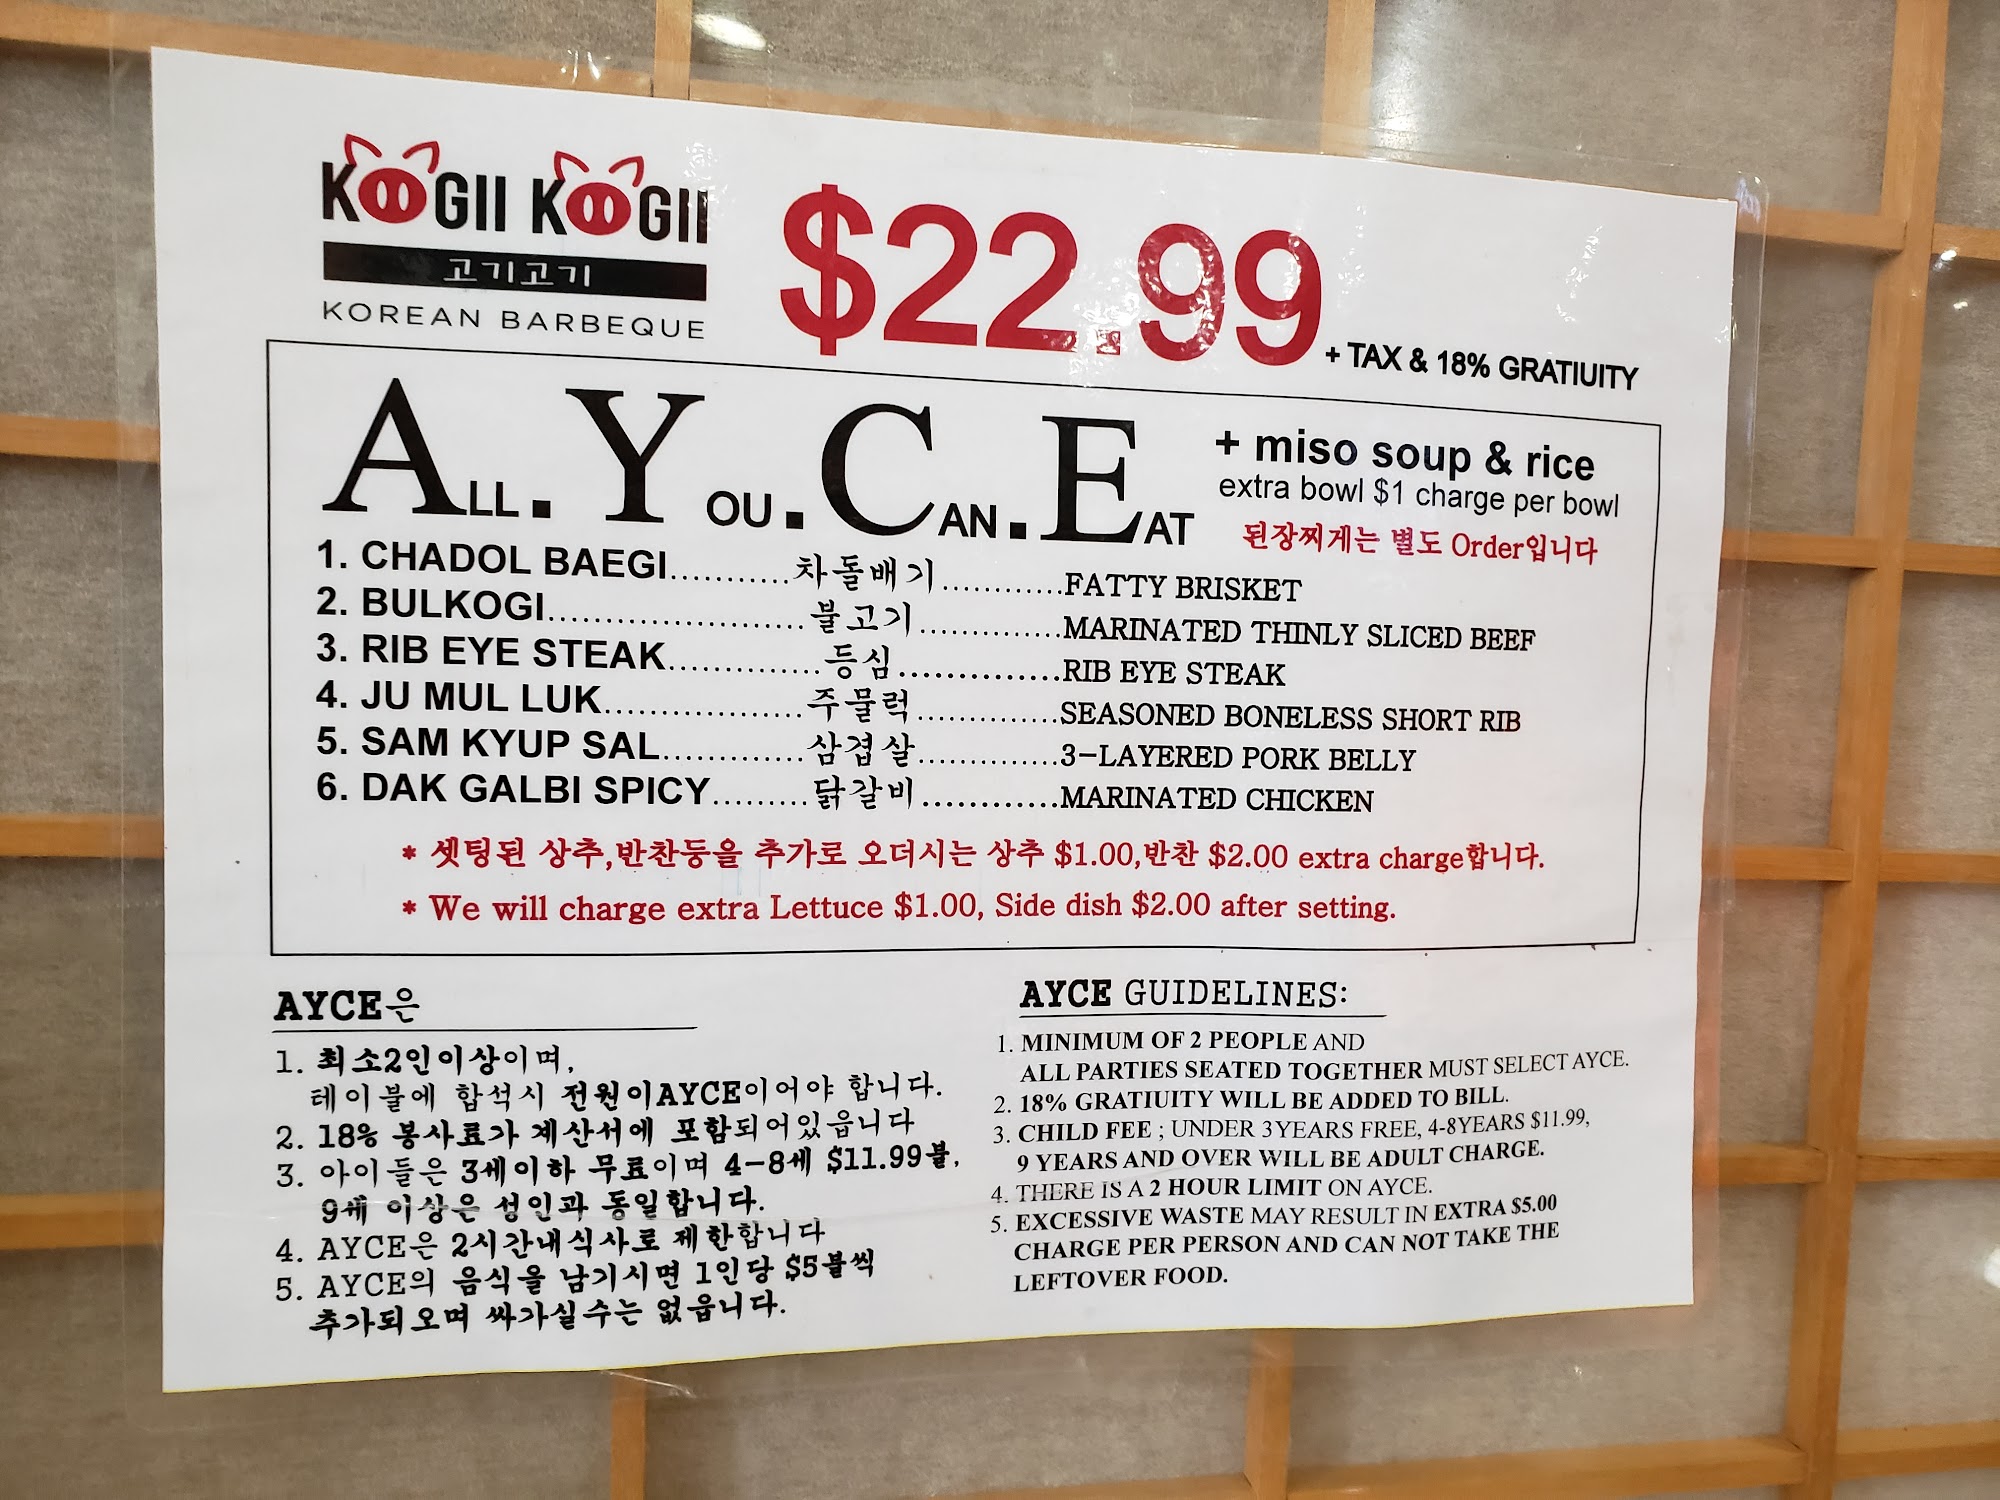 KOGII KOGII
고기고기
KOREAN BARBEQUE
$22.99
+ TAX & 18% GRATIUITY
ALL.YOU.CAN.EAT
+ miso soup & rice
extra bowl $1 charge per bowl
된장찌게는 별도 Order입니다
1. CHADOL BAEGI...........차돌배기............FATTY BRISKET
2. BULKOGI.......................불고기..............MARINATED THINLY SLICED BEEF
3. RIB EYE STEAK..............등심...............RIB EYE STEAK
4. JU MUL LUK..................주물럭.............SEASONED BONELESS SHORT RIB
5. SAM KYUP SAL.............삼겹살.............3-LAYERED PORK BELLY
6. DAK GALBI SPICY.........닭갈비............MARINATED CHICKEN
* 셋팅된 상추,반찬등을 추가로 오더시는 상추 $1.00,반찬 $2.00 extra charge합니다.
* We will charge extra Lettuce $1.00, Side dish $2.00 after setting.
AYCE은
1. 최소2인이상이며,
테이블에 합석시 전원이AYCE이어야 합니다.
2. 18% 봉사료가 계산서에 포함되어있읍니다
3. 아이들은 3세이하 무료이며 4-8세 $11.99불,
9세 이상은 성인과 동일합니다.
4. AYCE은 2시간내식사로 제한합니다
5. AYCE의 음식을 남기시면 1인당 $5불씩
추가되오며 싸가실수는 없읍니다.
AYCE GUIDELINES:
1. MINIMUM OF 2 PEOPLE AND
ALL PARTIES SEATED TOGETHER MUST SELECT AYCE.
2. 18% GRATIUITY WILL BE ADDED TO BILL.
3. CHILD FEE ; UNDER 3YEARS FREE, 4-8YEARS $11.99,
9 YEARS AND OVER WILL BE ADULT CHARGE.
4. THERE IS A 2 HOUR LIMIT ON AYCE.
5. EXCESSIVE WASTE MAY RESULT IN EXTRA $5.00
CHARGE PER PERSON AND CAN NOT TAKE THE
LEFTOVER FOOD.